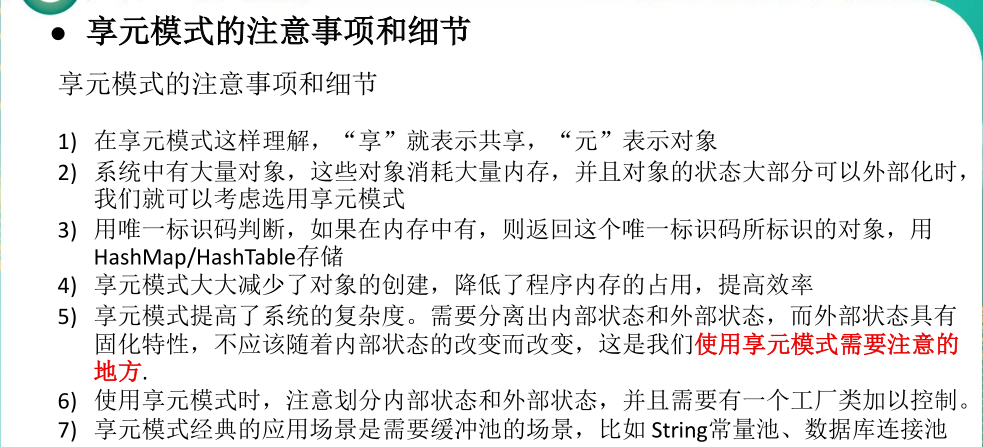 ● 享元模式的注意事项和细节
享元模式的注意事项和细节
1) 在享元模式这样理解，“享”就表示共享，“元”表示对象
2) 系统中有大量对象，这些对象消耗大量内存，并且对象的状态大部分可以外部化时，
我们就可以考虑选用享元模式
3) 用唯一标识码判断，如果在内存中有，则返回这个唯一标识码所标识的对象，用
HashMap/HashTable存储
4) 享元模式大大减少了对象的创建，降低了程序内存的占用，提高效率
5) 享元模式提高了系统的复杂度。需要分离出内部状态和外部状态，而外部状态具有
固化特性，不应该随着内部状态的改变而改变，这是我们使用享元模式需要注意的
地方.
6) 使用享元模式时，注意划分内部状态和外部状态，并且需要有一个工厂类加以控制。
7) 享元模式经典的应用场景是需要缓冲池的场景，比如 String常量池、数据库连接池